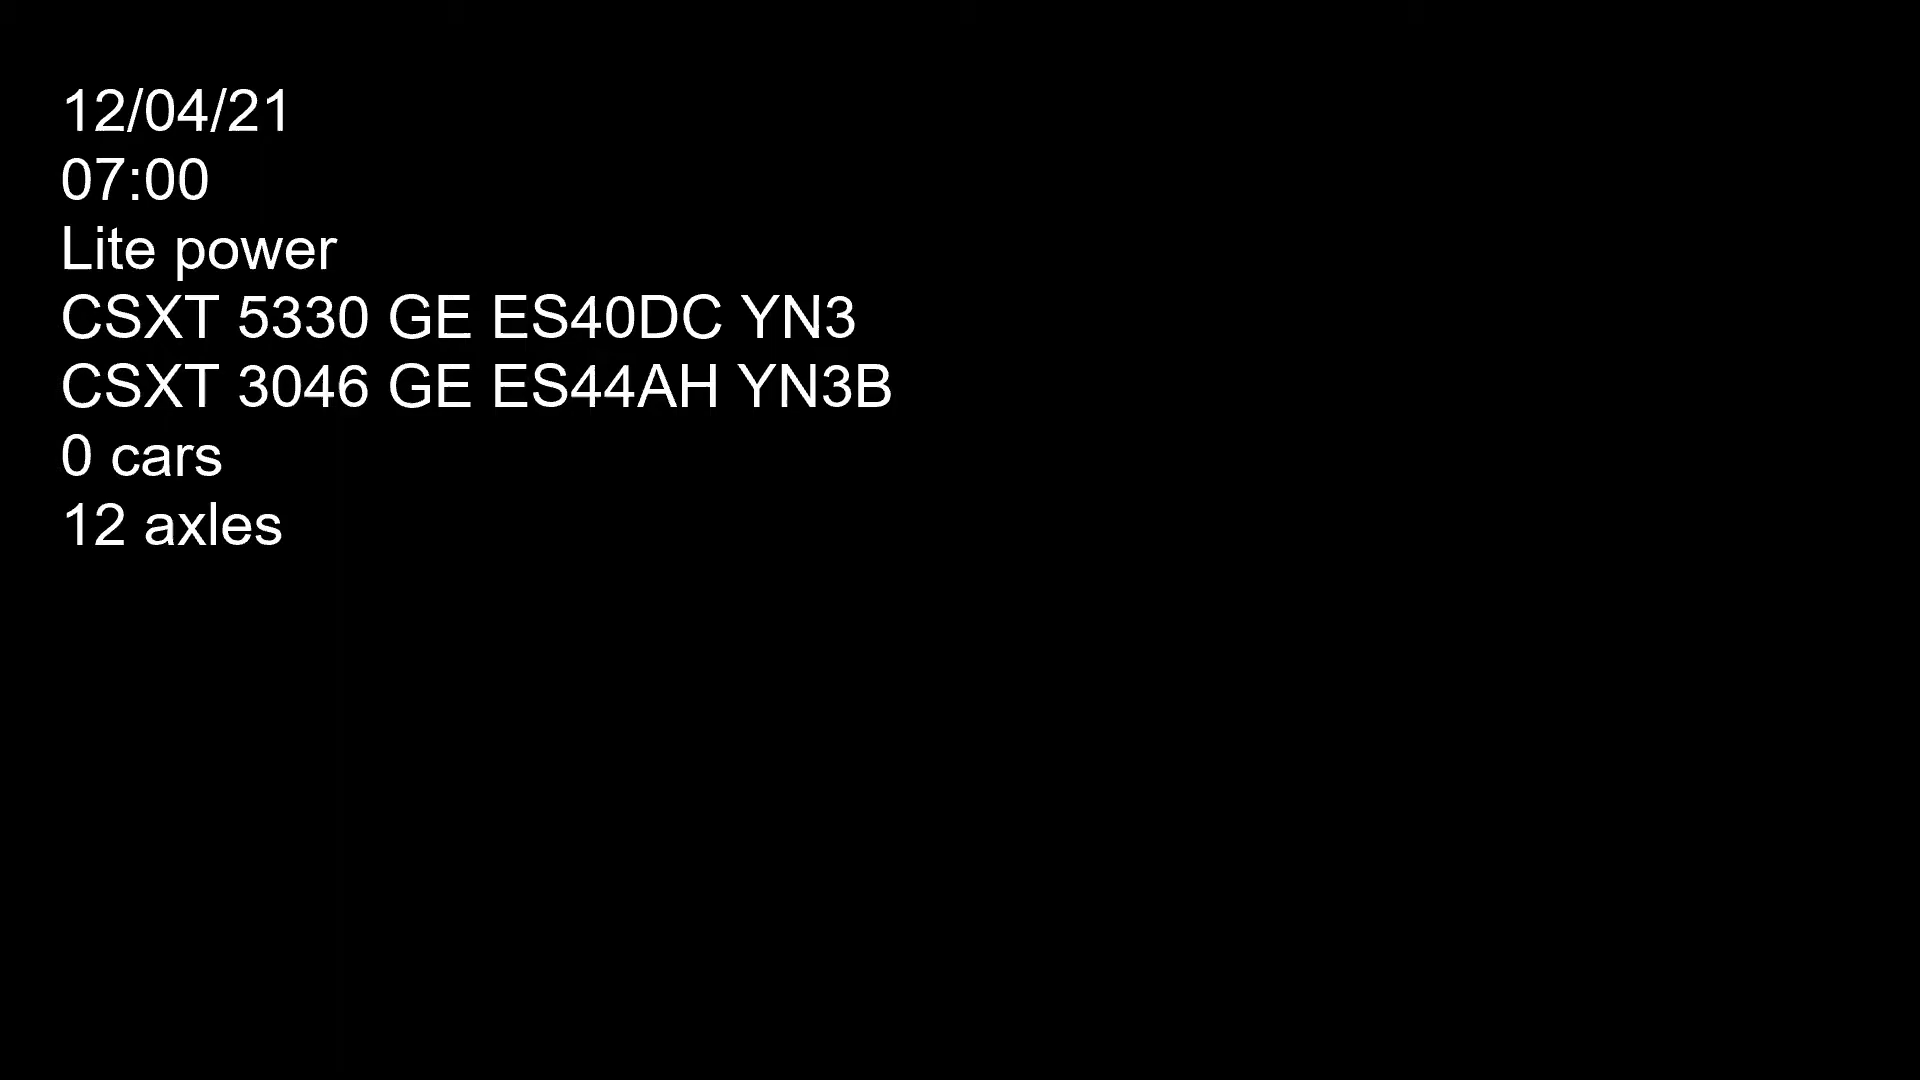 12/04/21
07:00
Lite power
CSXT 5330 GE ES40DC YN3
CSXT 3046 GE ES44AH YN3B
0 cars
12 axles